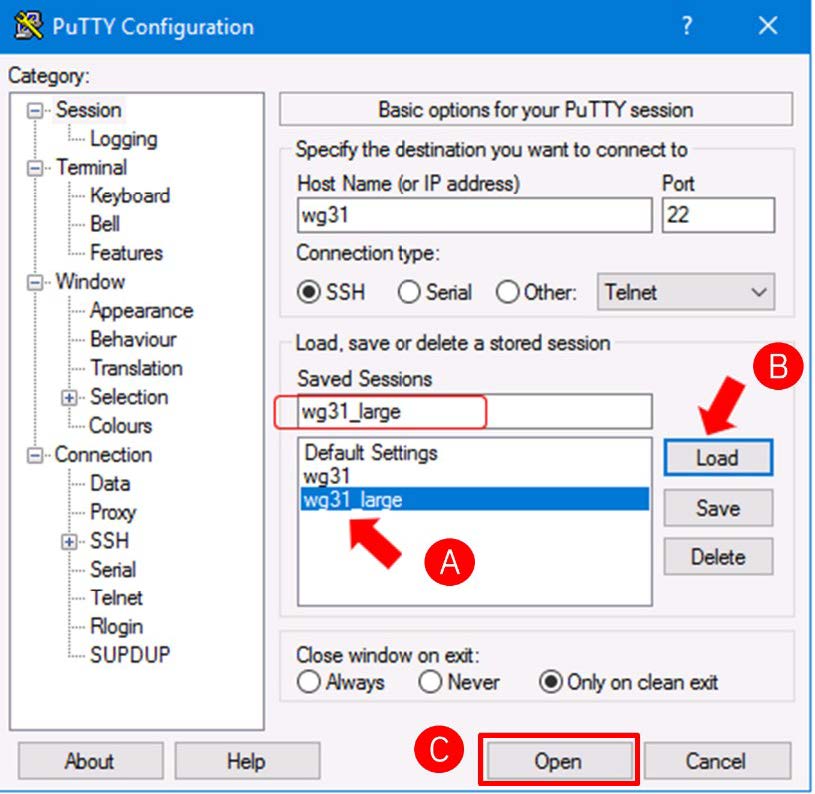 PuTTY Configuration
?
Category:
Session
Logging
Terminal
Keyboard
Bell
Features
Window
Appearance
Behaviour
Translation
Selection
Colours
Connection
Data
Proxy
SSH
Serial
Telnet
Rlogin
SUPDUP
Basic options for your PuTTY session
Specify the destination you want to connect to
Host Name (or IP address) Port
wg31 22
Connection type:
SSH Serial Other: Telnet
Load, save or delete a stored session
Saved Sessions
B
wg31_large
Default Settings
wg31
wg31_large
Load
Save
Delete
A
Close window on exit:
Always Never Only on clean exit
C
About Help Open Cancel